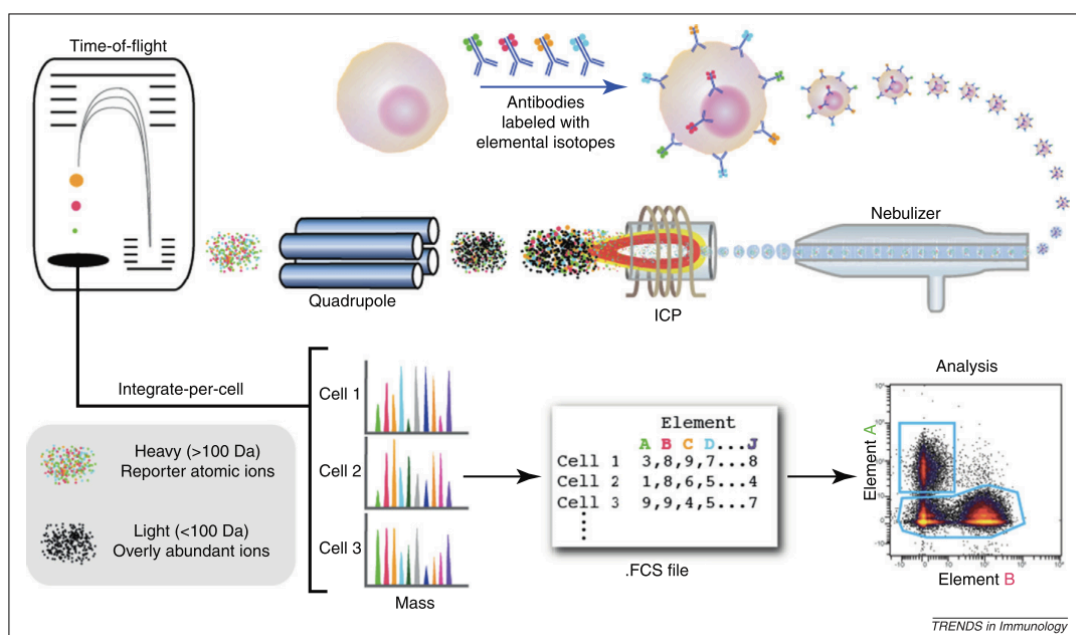 Time-of-flight
Antibodies
labeled with
elemental isotopes
Nebulizer
Quadrupole
ICP
Integrate-per-cell
Heavy (>100 Da)
Reporter atomic ions
Light (<100 Da)
Overly abundant ions
Cell 1
Cell 2
Cell 3
Mass
Element
A B C D...J
Cell 1 3,8,9,7...8
Cell 2 1,8,6,5...4
Cell 3 9,9,4,5...7
.FCS file
Analysis
Element A
Element B
TRENDS in Immunology